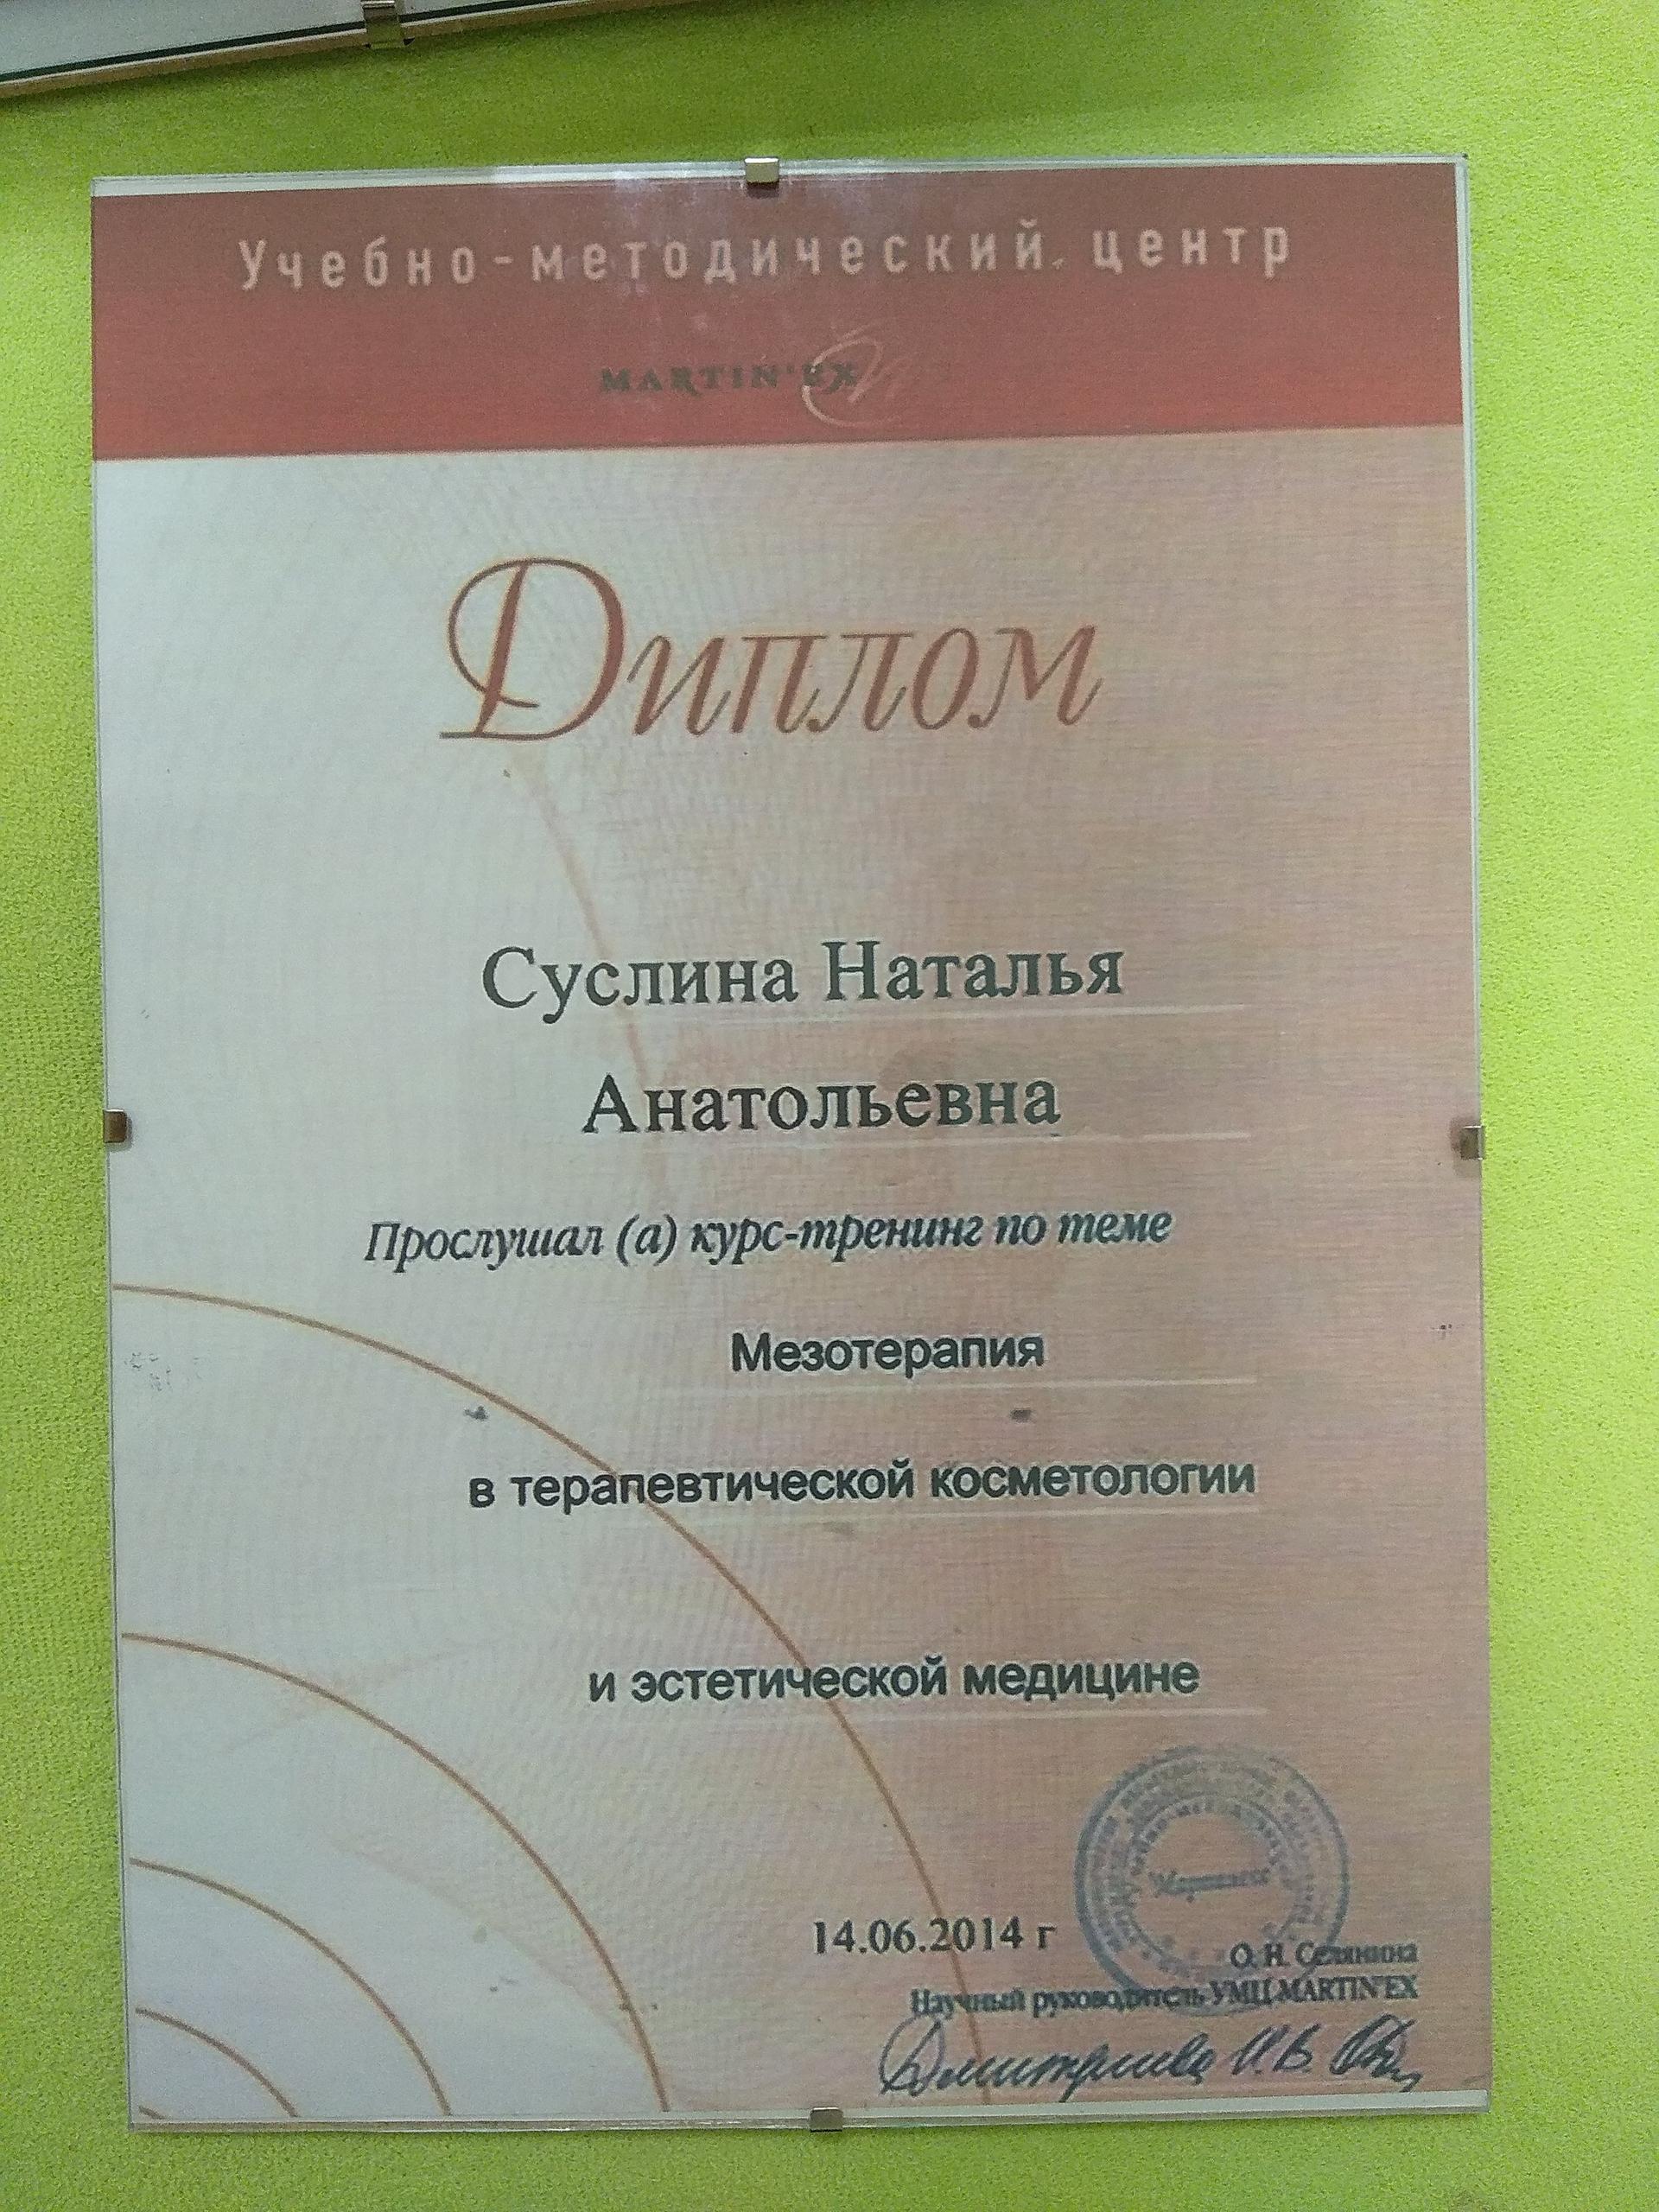 Учебно-методический центр
MARTIN'EX
Диплом
Суслина Наталья
Анатольевна
Прослушал (а) курс-тренинг по теме
Мезотерапия
в терапевтической косметологии
и эстетической медицине
14.06.2014 г
О. Н. Селянина
Научный руководитель УМЦ MARTIN'EX
Дмитриева И.В.